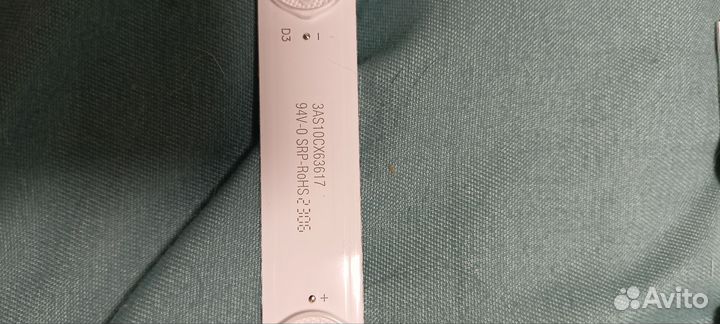 D3 -
3AS10CX63617
94V-0 SRP-RoHS 2306
+
Avito